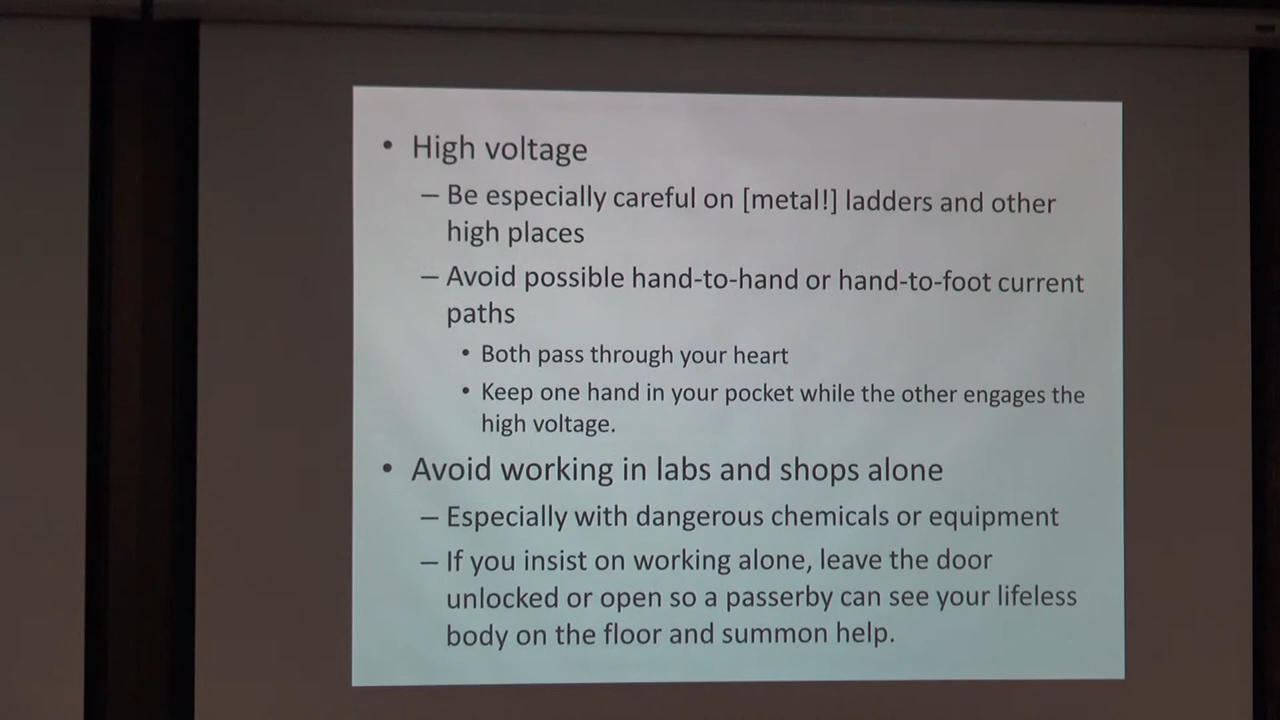 • High voltage
– Be especially careful on [metal!] ladders and other
high places
– Avoid possible hand-to-hand or hand-to-foot current
paths
• Both pass through your heart
• Keep one hand in your pocket while the other engages the
high voltage.
• Avoid working in labs and shops alone
– Especially with dangerous chemicals or equipment
– If you insist on working alone, leave the door
unlocked or open so a passerby can see your lifeless
body on the floor and summon help.